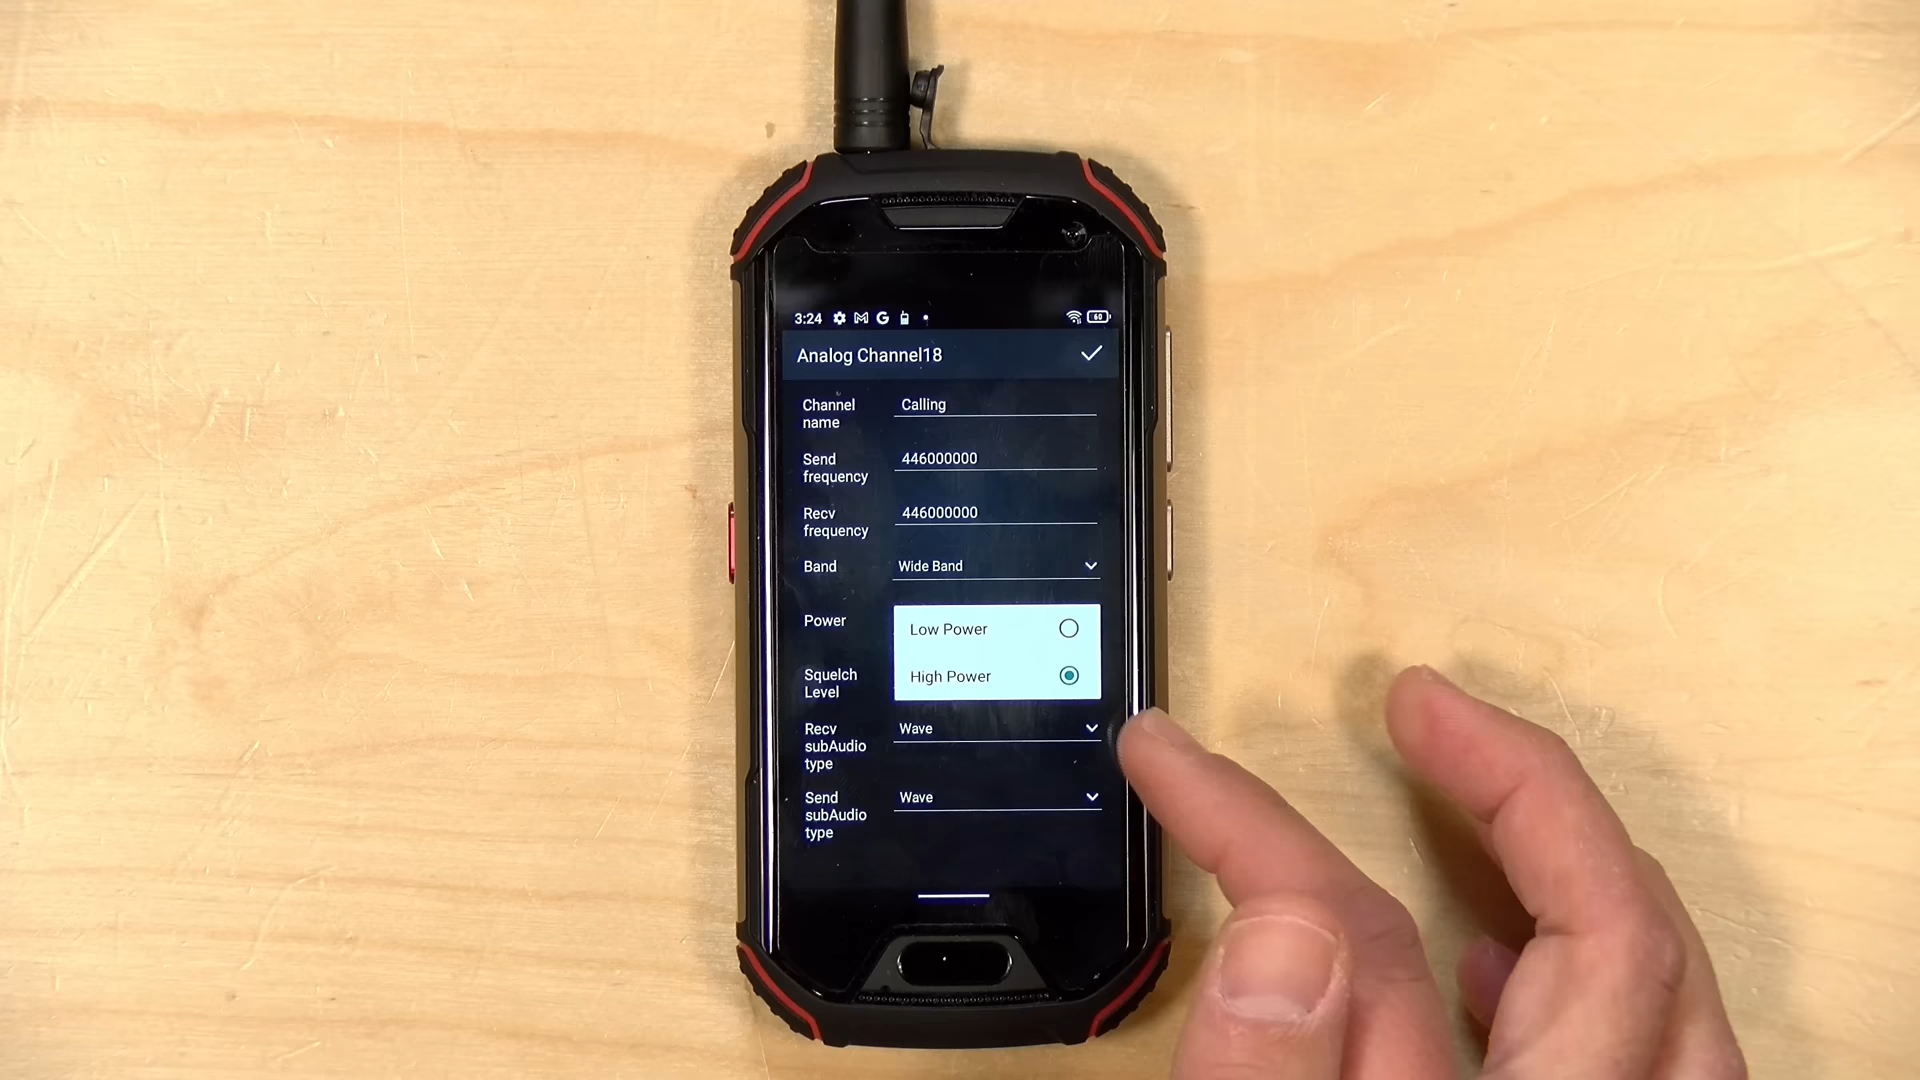 3:24 G 60
Analog Channel18
Channel name
Calling
Send frequency
446000000
Recv frequency
446000000
Band
Wide Band
Power
Low Power
High Power
Squelch Level
Recv subAudio type
Wave
Send subAudio type
Wave